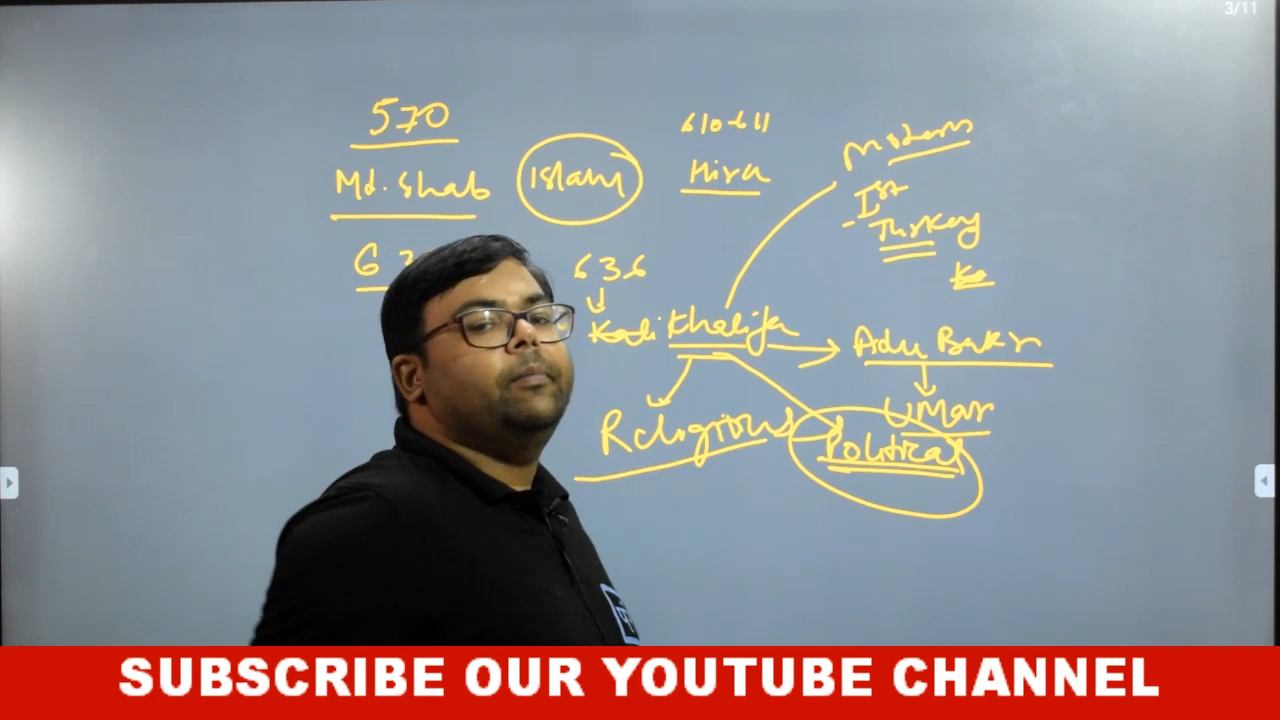 3/11
570
Md. Shab
Islam
610-611
Hira
Modern
Ist
- Turkey
636
Khalifa
Adu Bakr
Umar
Religious
Political
SUBSCRIBE OUR YOUTUBE CHANNEL